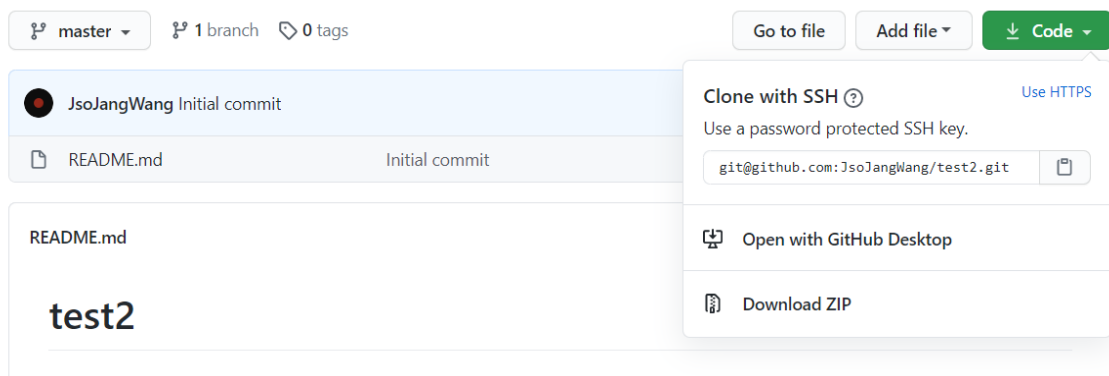 master 1 branch 0 tags Go to file Add file Code
JsoJangWang Initial commit
README.md Initial commit
Clone with SSH ? Use HTTPS
Use a password protected SSH key.
git@github.com:JsoJangWang/test2.git
Open with GitHub Desktop
Download ZIP
README.md
test2